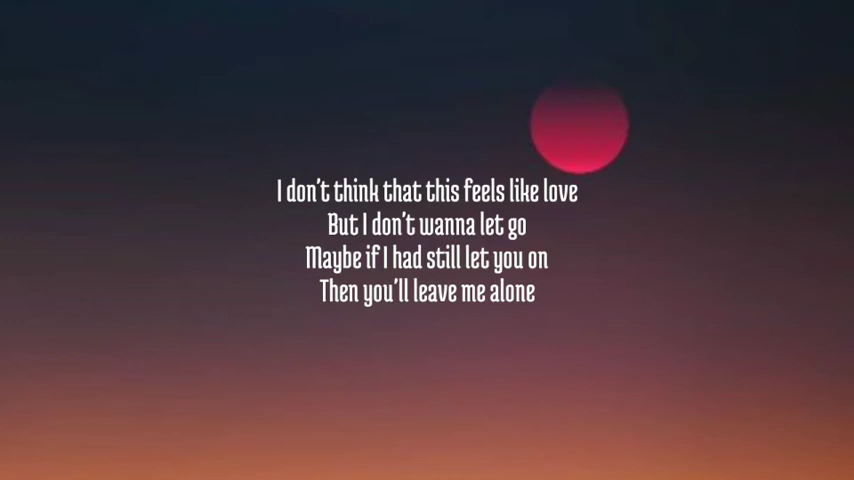 I don't think that this feels like love
But I don't wanna let go
Maybe if I had still let you on
Then you'll leave me alone